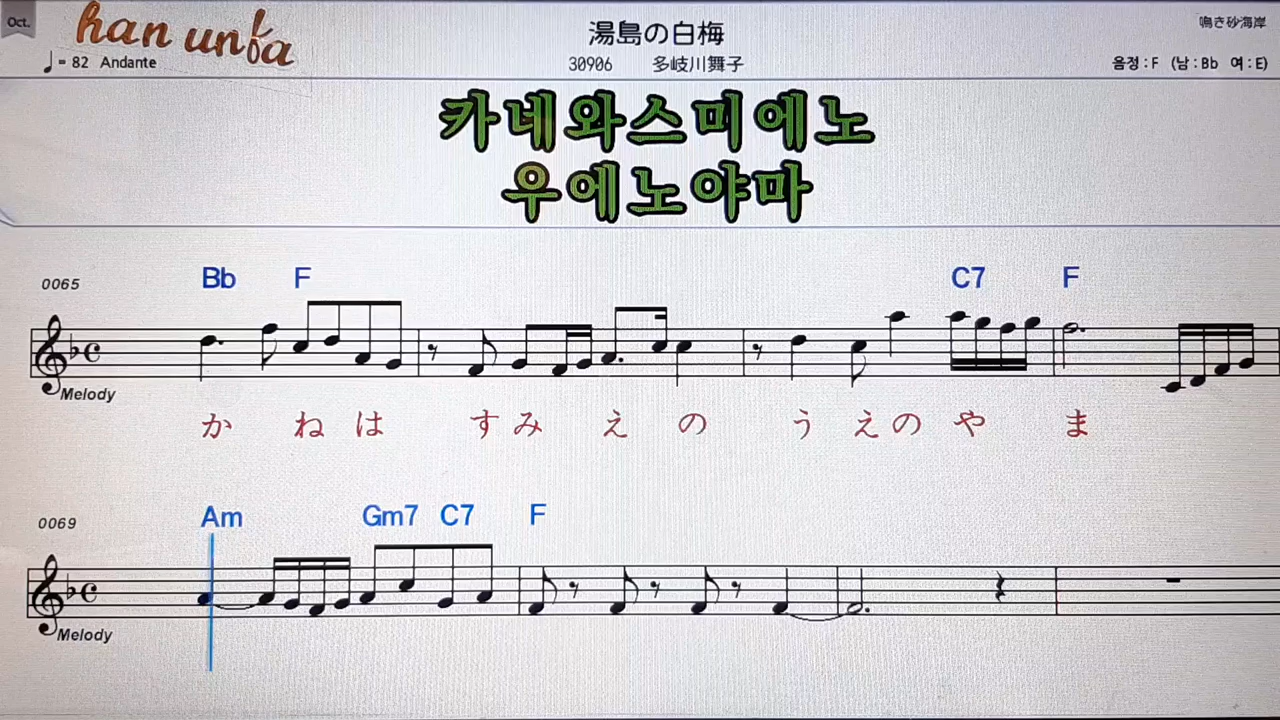 Oct.
han unfa
湯島の白梅
鳴き砂海岸
♩= 82 Andante
30906 多岐川舞子
음정 : F (남 : Bb 여 : E)
카네와스미에노
우에노야마
0065
Bb F C7 F
Melody
か ね は す み え の う え の や ま
0069
Am Gm7 C7 F
Melody